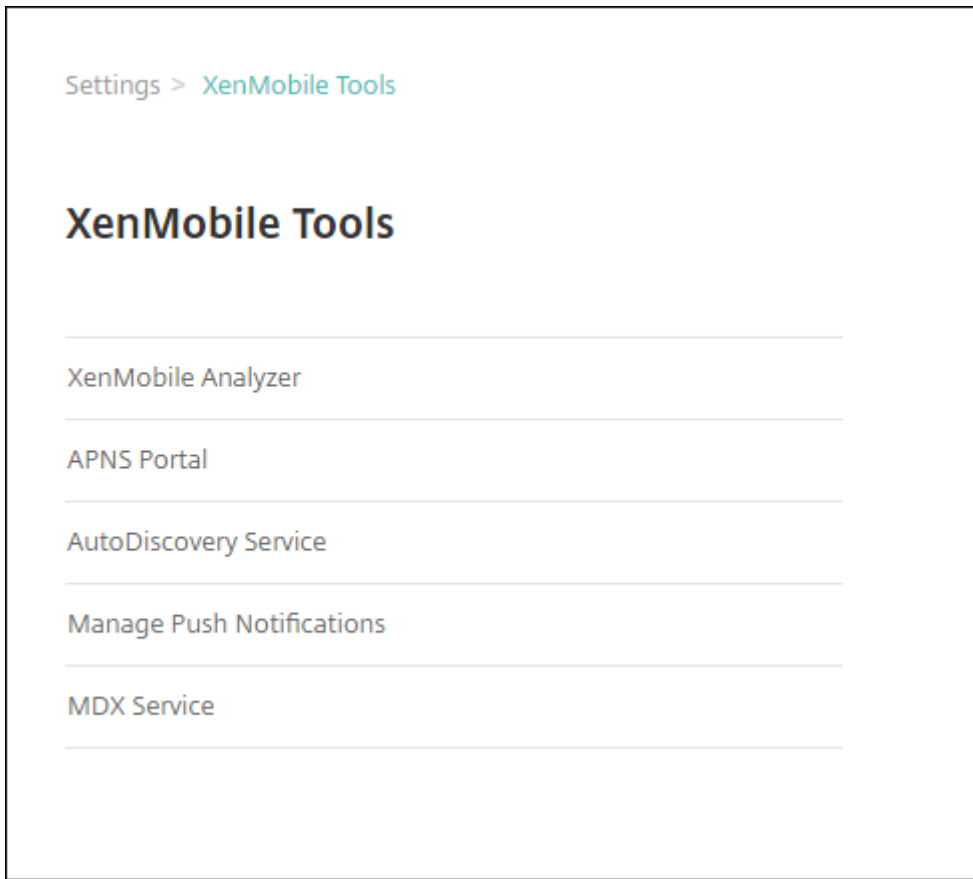 Settings > XenMobile Tools
XenMobile Tools
XenMobile Analyzer
APNS Portal
AutoDiscovery Service
Manage Push Notifications
MDX Service